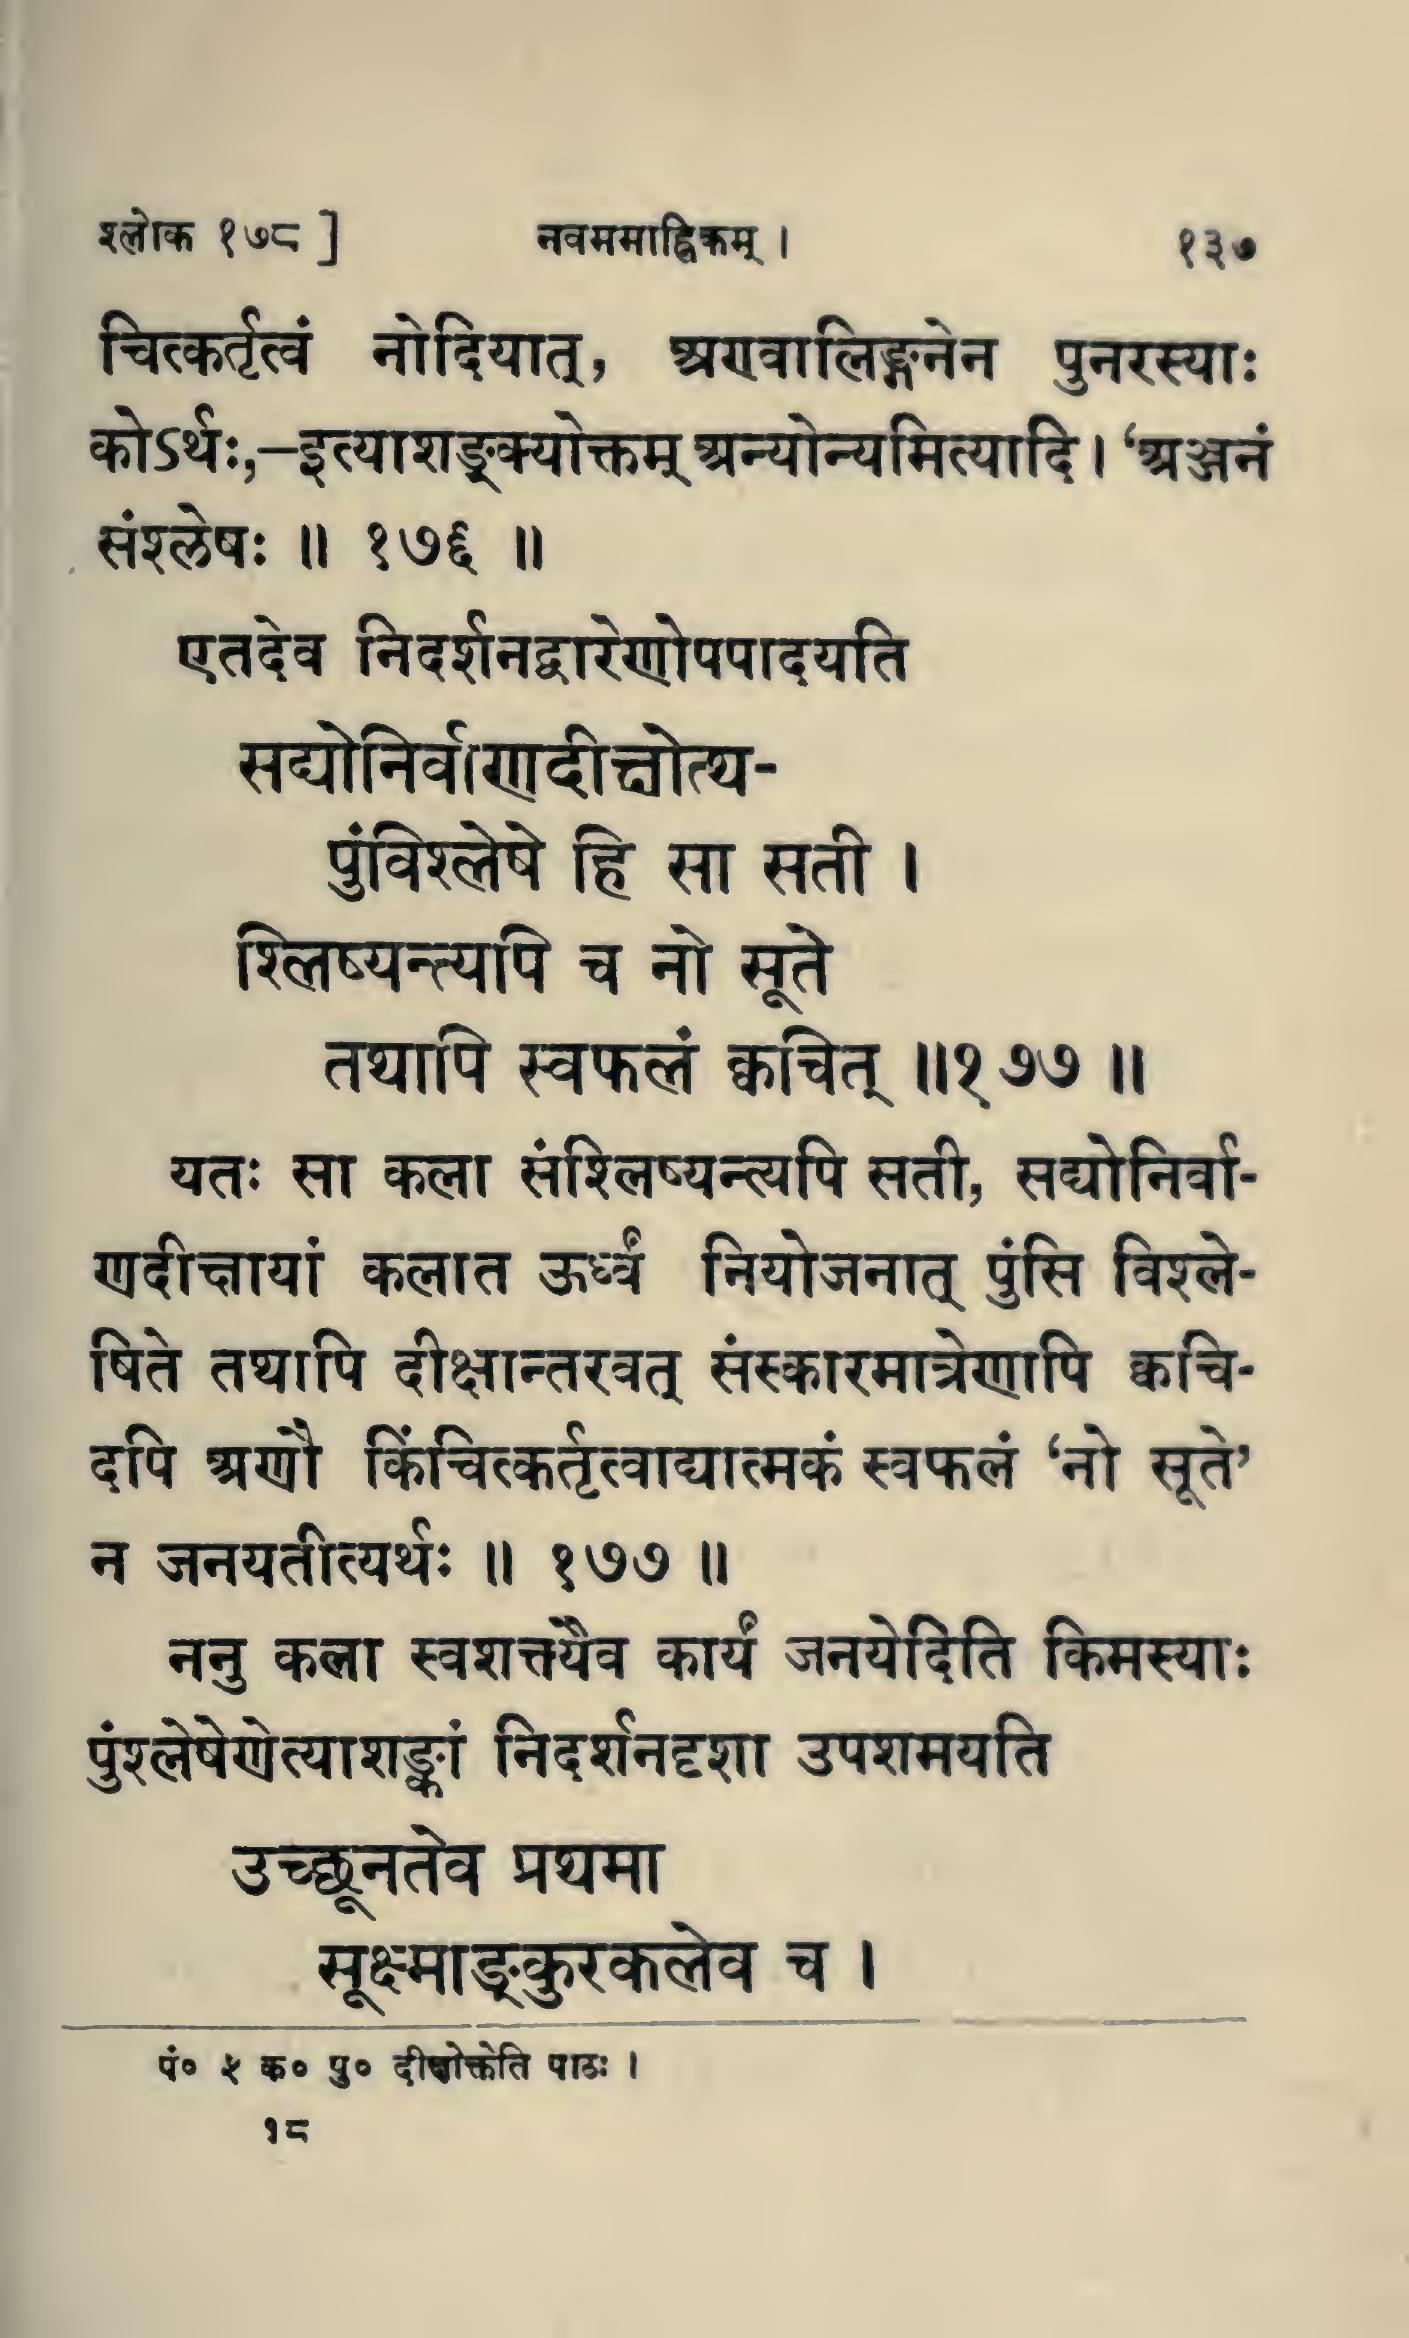 श्लोक १७८ ] नवममाह्निकम् । १३७
चित्कर्तृत्वं नोदियात्, अण्वालिङ्गनेन पुनरस्याः
कोऽर्थः,—इत्याशङ्क्योक्तम् अन्योन्यमित्यादि । ‘अञ्जनं
संश्लेषः ॥ १७६ ॥
एतदेव निदर्शनद्वारेणोपपादयति
सद्योनिर्वाणदीक्षोत्थ-
पुंविश्लेषे हि सा सती ।
श्लिष्यन्त्यपि च नो सूते
तथापि स्वफलं क्वचित् ॥१७७ ॥
यतः सा कला संश्लिष्यन्त्यपि सती, सद्योनिर्वा-
णदीक्षायां कलात ऊर्ध्वं नियोजनात् पुंसि विश्ले-
षिते तथापि दीक्षान्तरवत् संस्कारमात्रेणापि क्वचि-
दपि अणौ किंचित्कर्तृत्वाद्यात्मकं स्वफलं ‘नो सूते’
न जनयतीत्यर्थः ॥ १७७ ॥
ननु कला स्वशक्त्यैव कार्यं जनयेदिति किमस्याः
पुंश्लेषेणेत्याशङ्कां निदर्शनदृशा उपशमयति
उच्छूनतेव प्रथमा
सूक्ष्माङ्कुरकलेव च ।
पं० ५ क० पु० दीक्षोक्तेति पाठः ।
१८